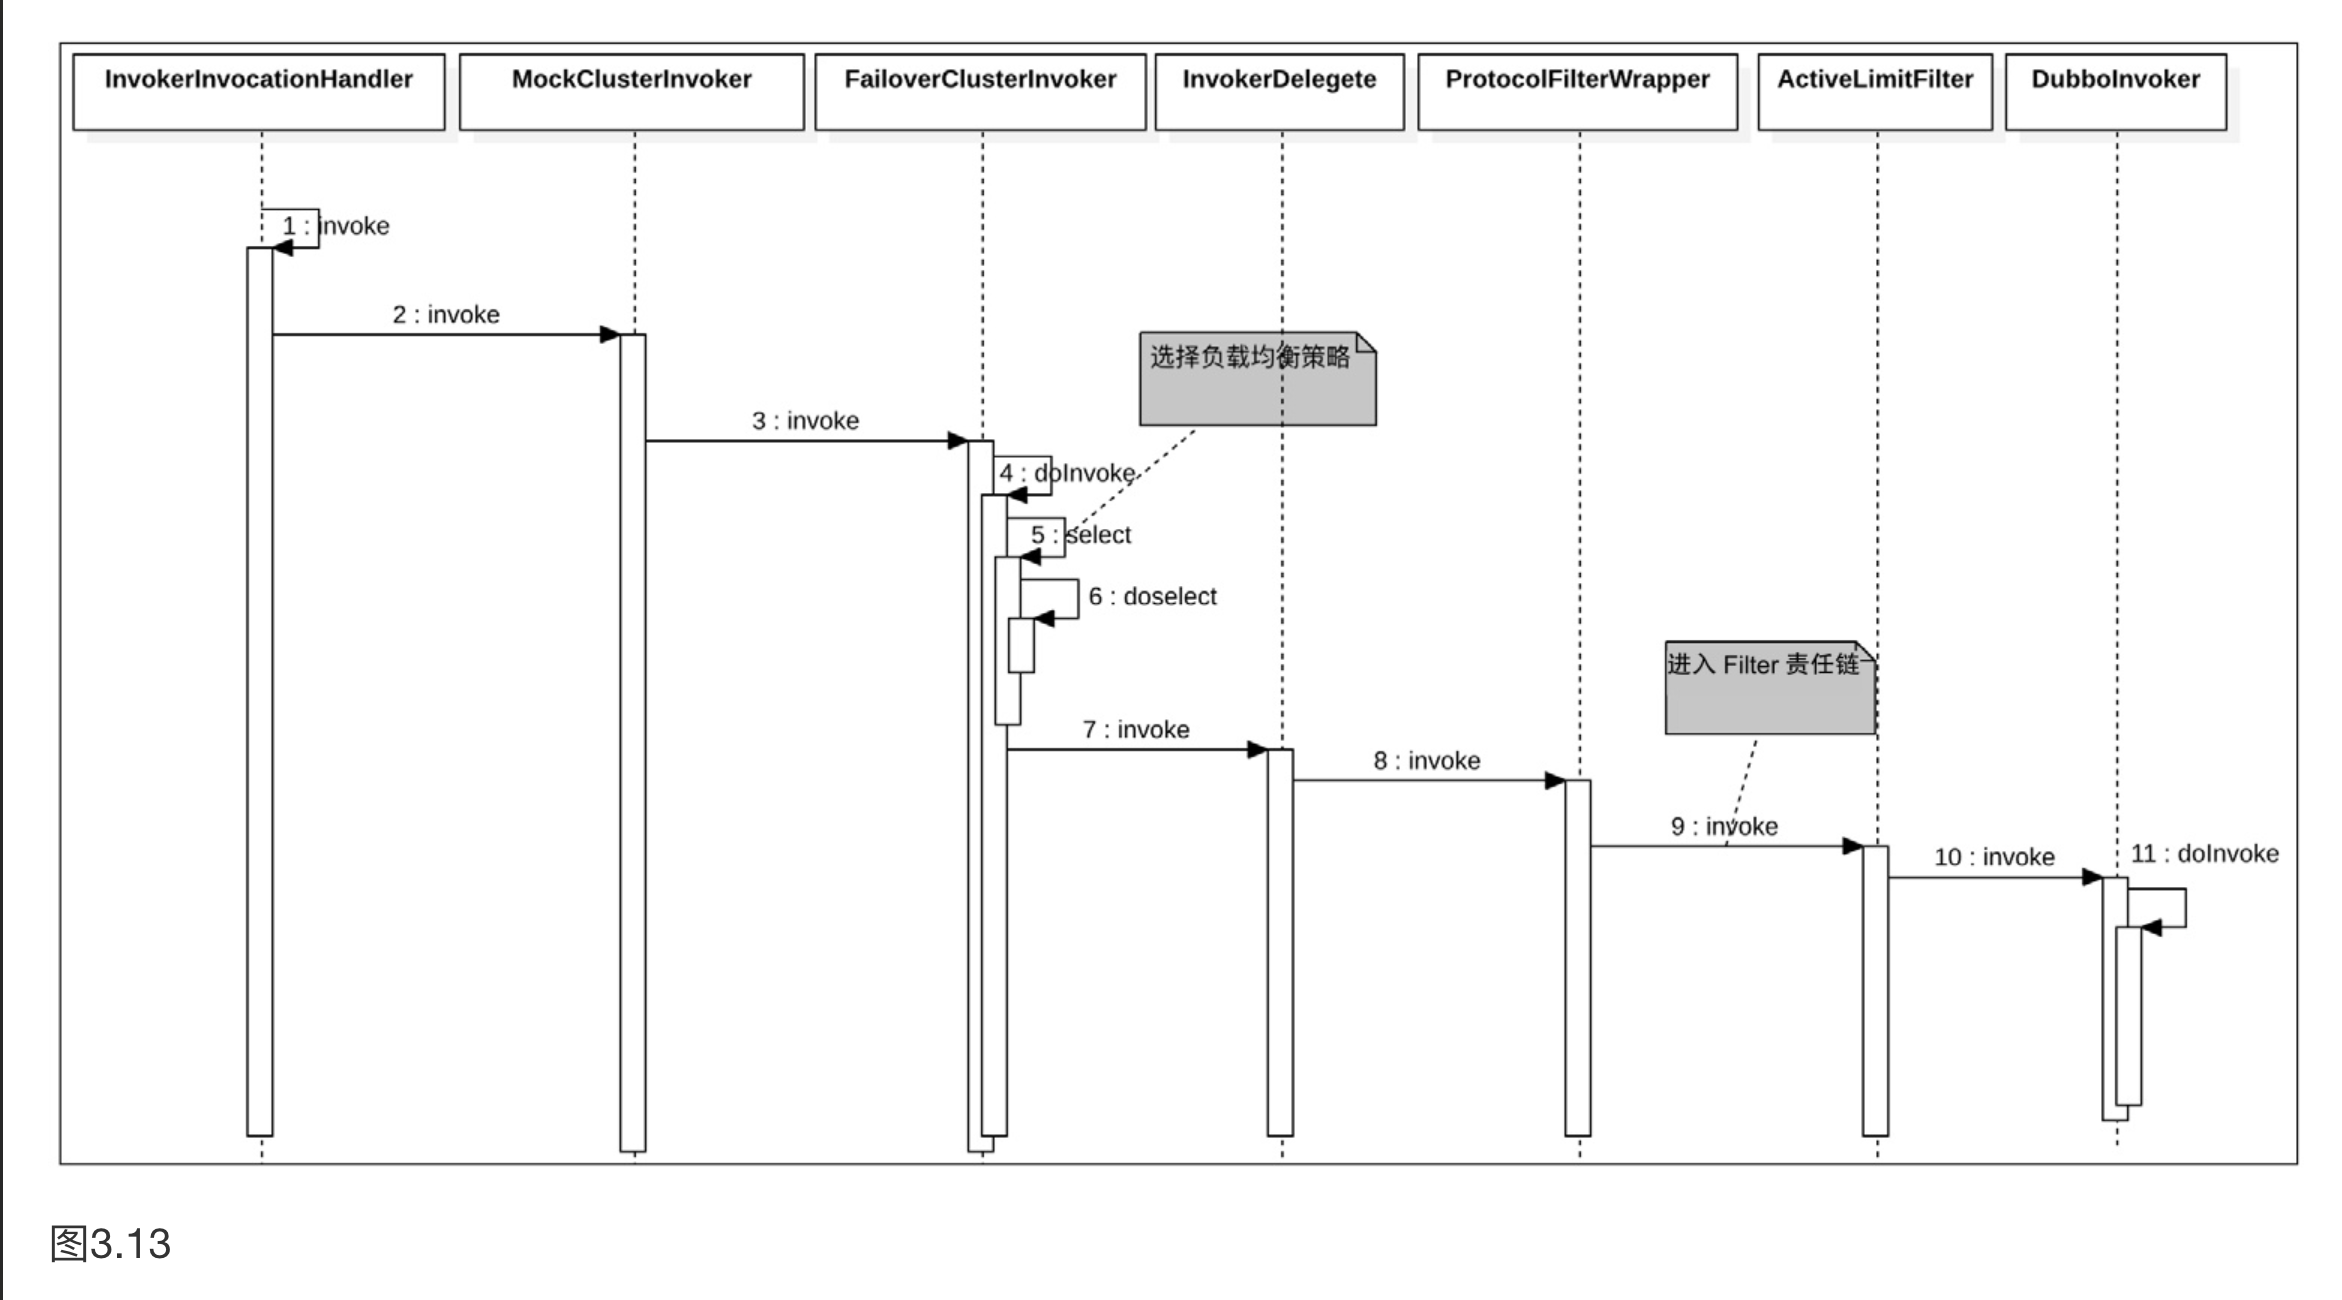 InvokerInvocationHandler
MockClusterInvoker
FailoverClusterInvoker
InvokerDelegete
ProtocolFilterWrapper
ActiveLimitFilter
DubboInvoker
1 : invoke
2 : invoke
选择负载均衡策略
3 : invoke
4 : doInvoke
5 : select
6 : doselect
进入 Filter 责任链
7 : invoke
8 : invoke
9 : invoke
10 : invoke
11 : doInvoke
图3.13